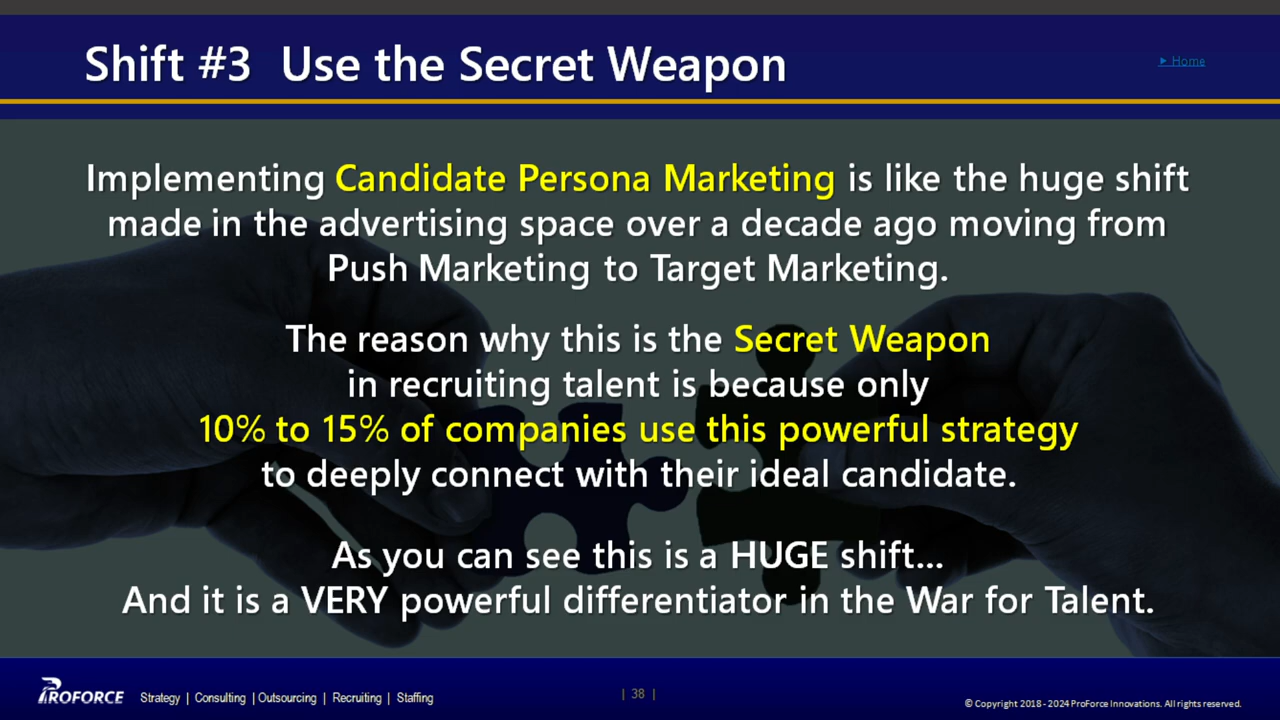 Shift #3 Use the Secret Weapon
► Home
Implementing Candidate Persona Marketing is like the huge shift
made in the advertising space over a decade ago moving from
Push Marketing to Target Marketing.
The reason why this is the Secret Weapon
in recruiting talent is because only
10% to 15% of companies use this powerful strategy
to deeply connect with their ideal candidate.
As you can see this is a HUGE shift...
And it is a VERY powerful differentiator in the War for Talent.
PROFORCE Strategy | Consulting | Outsourcing | Recruiting | Staffing
| 38 |
© Copyright 2018 - 2024 ProForce Innovations. All rights reserved.